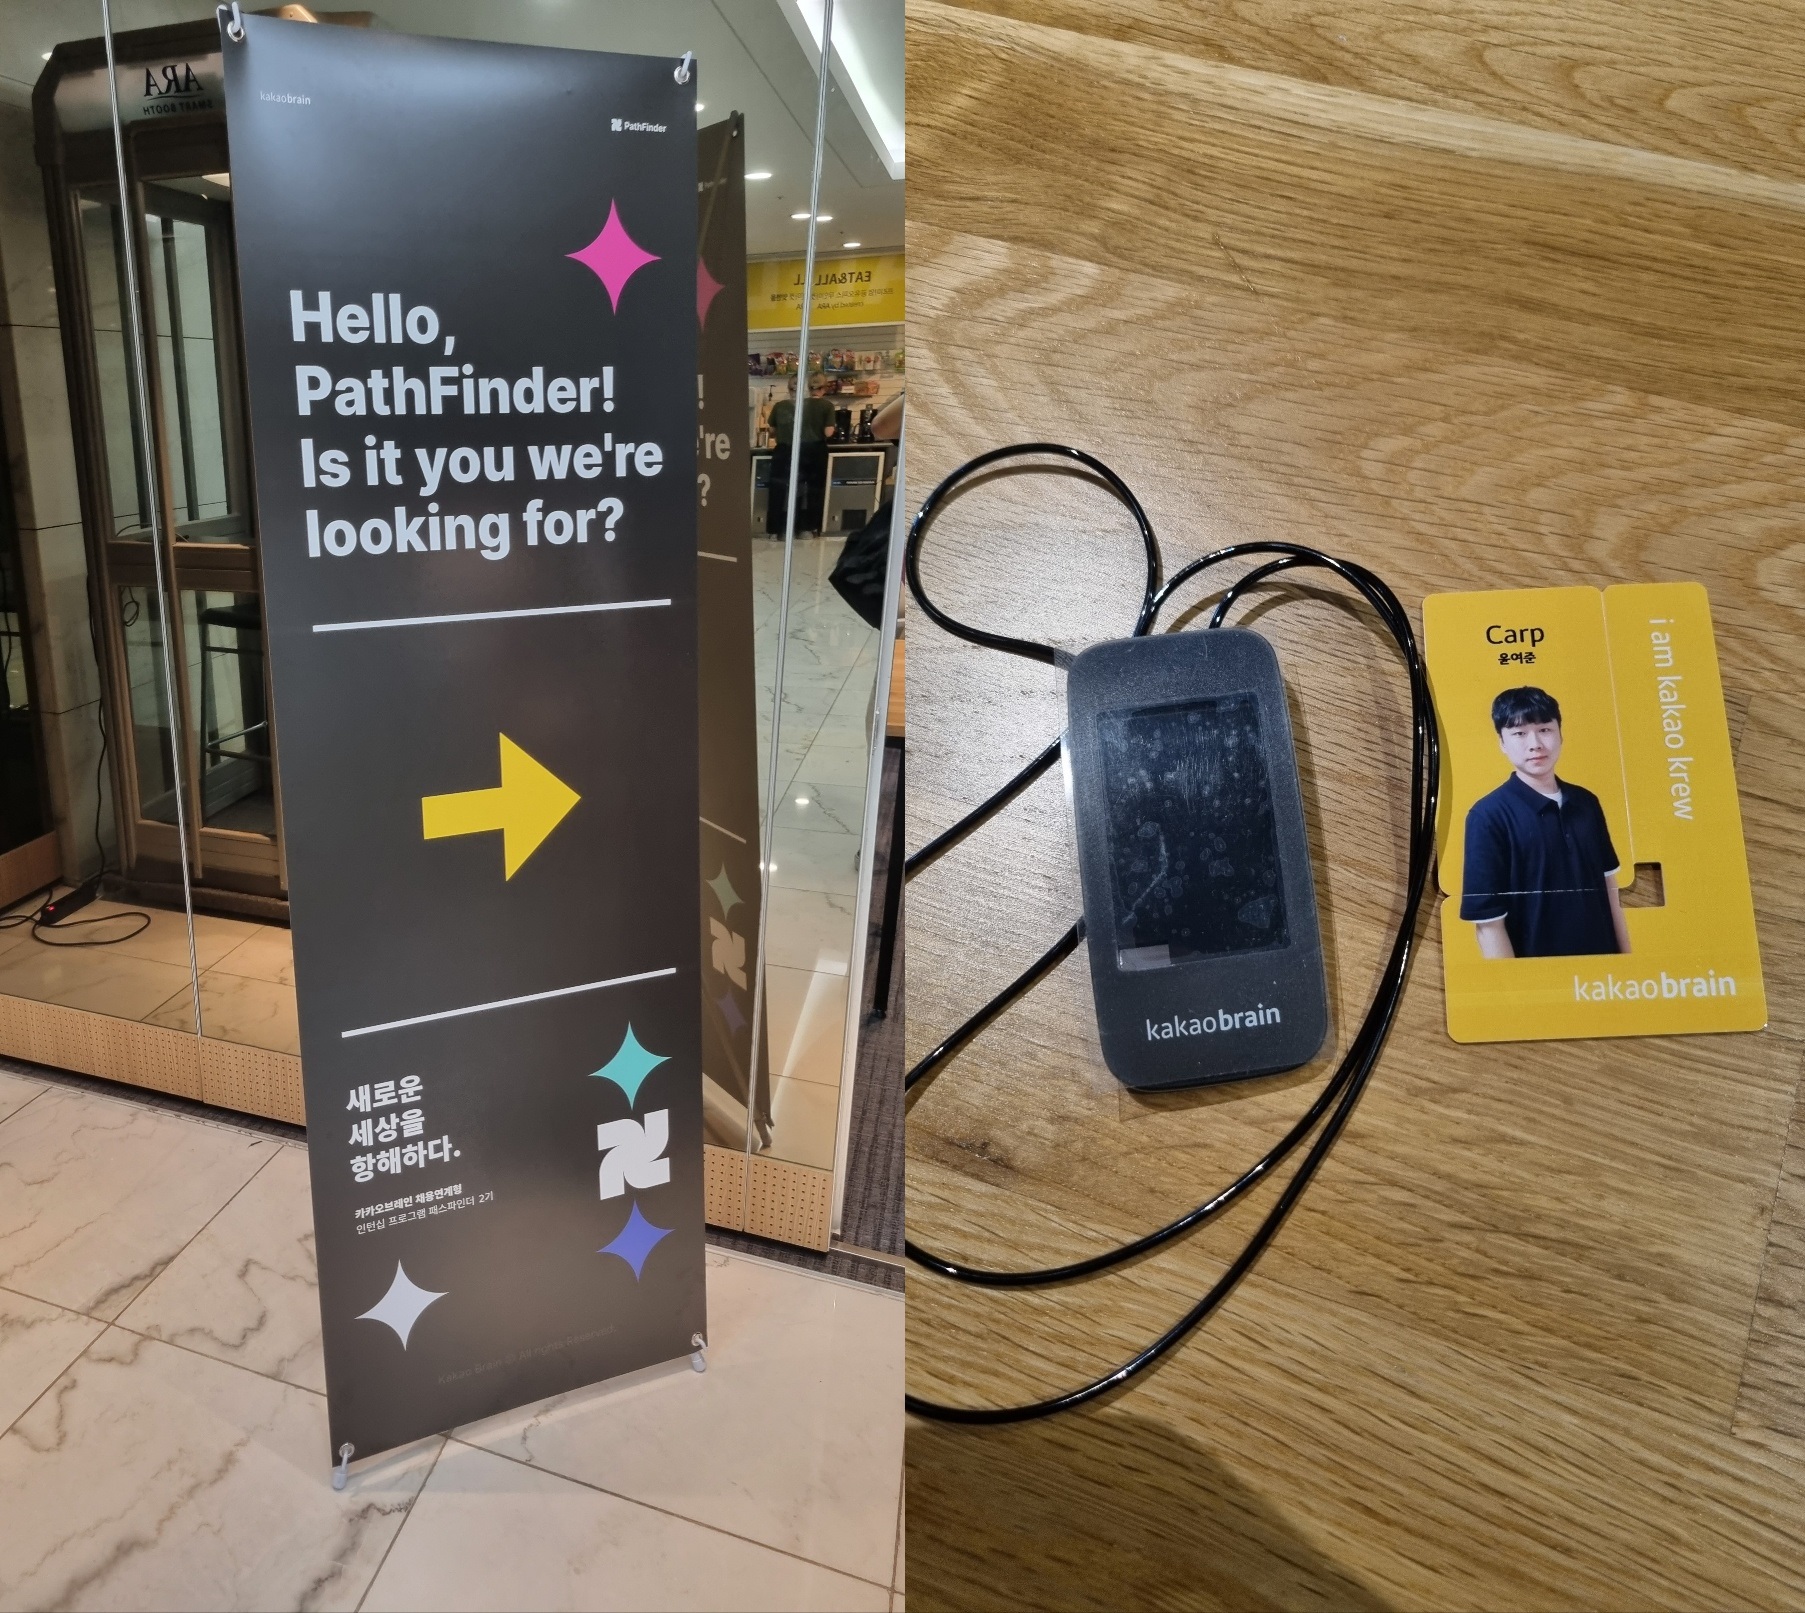 ARA
SMART BOOTH
kakaobrain
PathFinder
Hello,
PathFinder!
Is it you we're
looking for?
새로운
세상을
항해하다.
카카오브레인 채용연계형
인턴십 프로그램 패스파인더 2기
Kakao Brain © All rights Reserved.
EAT&ALL
're
?
kakaobrain
Carp
윤여준
i am kakao krew
kakaobrain